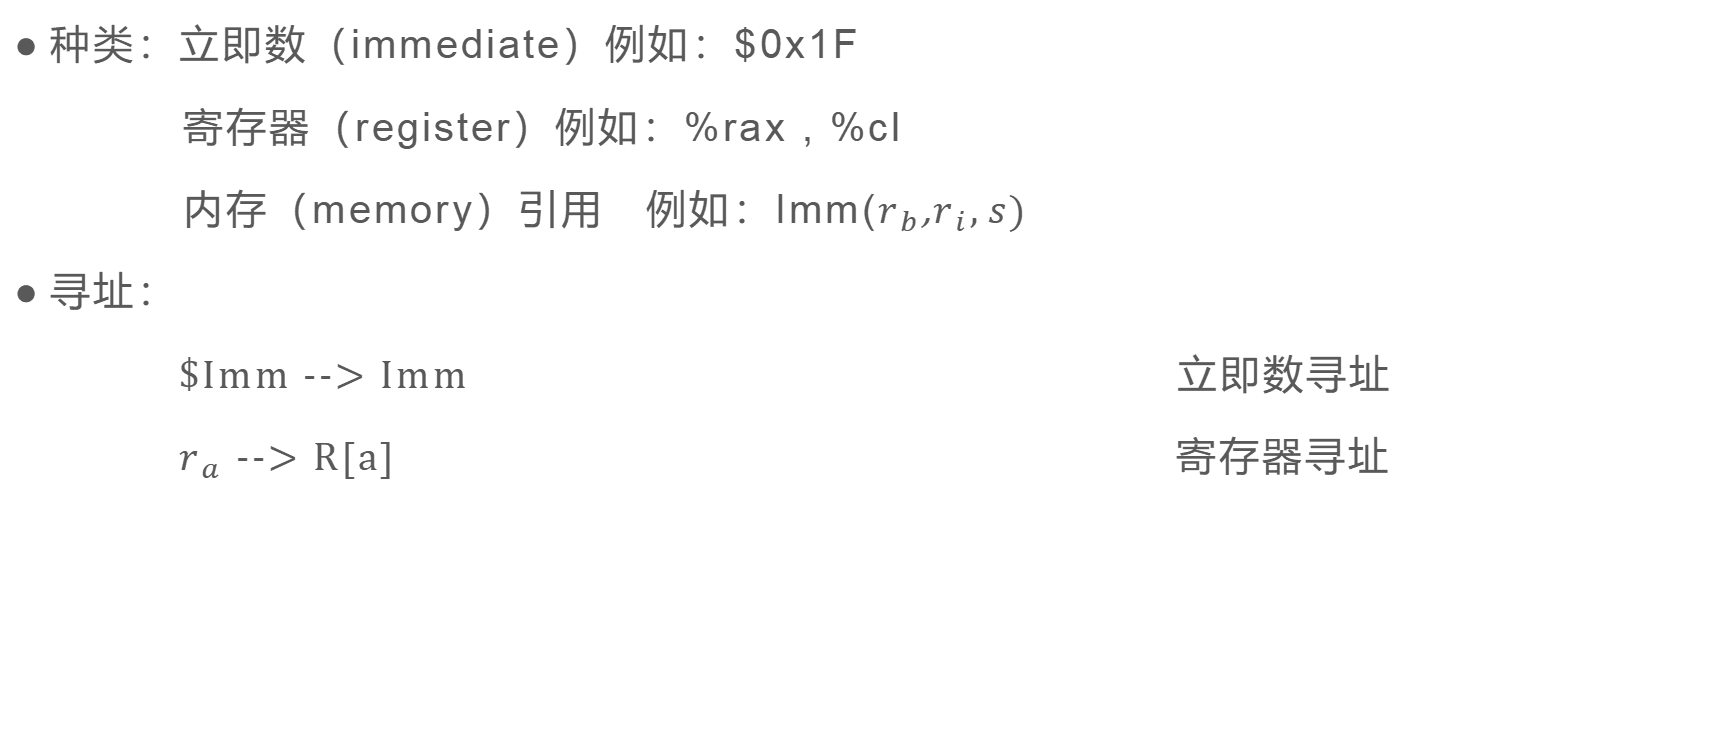 ● 种类：立即数（immediate）例如：$0x1F
寄存器（register）例如：%rax , %cl
内存（memory）引用 例如：Imm(r_b,r_i, s)
● 寻址：
$Imm --> Imm 立即数寻址
r_a --> R[a] 寄存器寻址